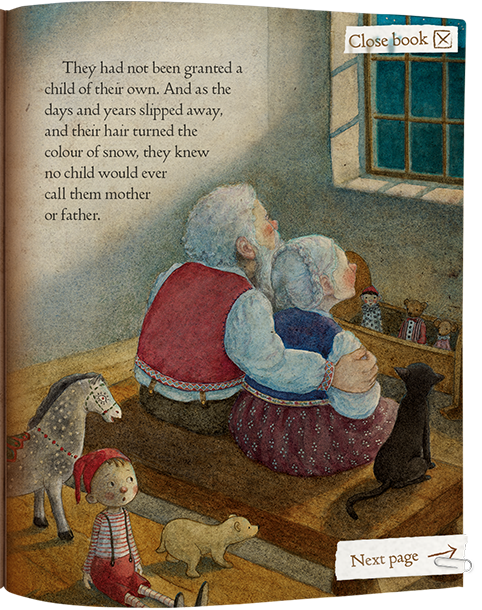 Close book
They had not been granted a
child of their own. And as the
days and years slipped away,
and their hair turned the
colour of snow, they knew
no child would ever
call them mother
or father.
Next page